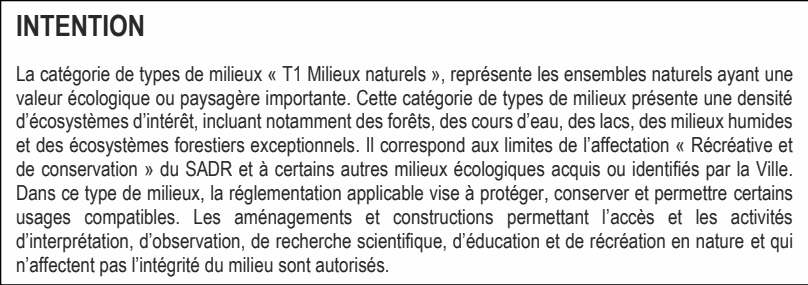 INTENTION
La catégorie de types de milieux « T1 Milieux naturels », représente les ensembles naturels ayant une
valeur écologique ou paysagère importante. Cette catégorie de types de milieux présente une densité
d’écosystèmes d’intérêt, incluant notamment des forêts, des cours d’eau, des lacs, des milieux humides
et des écosystèmes forestiers exceptionnels. Il correspond aux limites de l’affectation « Récréative et
de conservation » du SADR et à certains autres milieux écologiques acquis ou identifiés par la Ville.
Dans ce type de milieux, la réglementation applicable vise à protéger, conserver et permettre certains
usages compatibles. Les aménagements et constructions permettant l’accès et les activités
d’interprétation, d’observation, de recherche scientifique, d’éducation et de récréation en nature et qui
n’affectent pas l’intégrité du milieu sont autorisés.